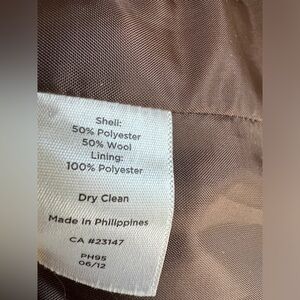 Shell:
50% Polyester
50% Wool
Lining:
100% Polyester
Dry Clean
Made in Philippines
CA #23147
PH95
06/12